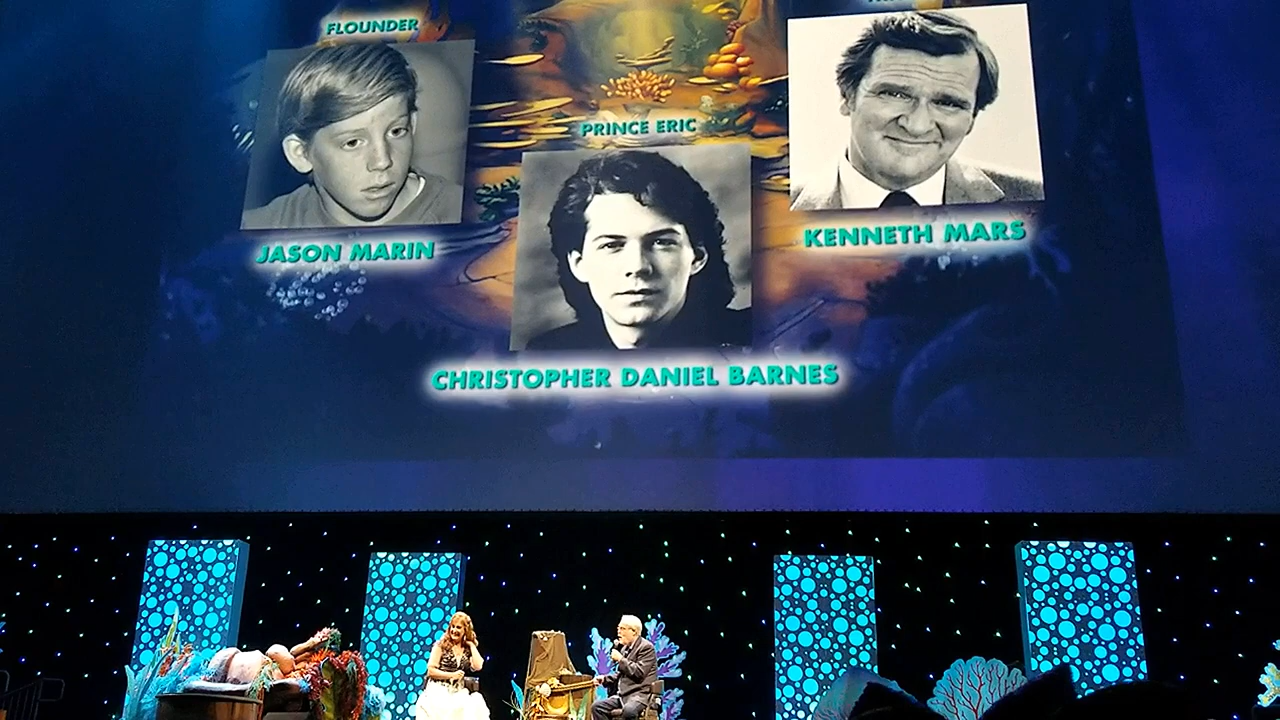 FLOUNDER
PRINCE ERIC
JASON MARIN
KENNETH MARS
CHRISTOPHER DANIEL BARNES